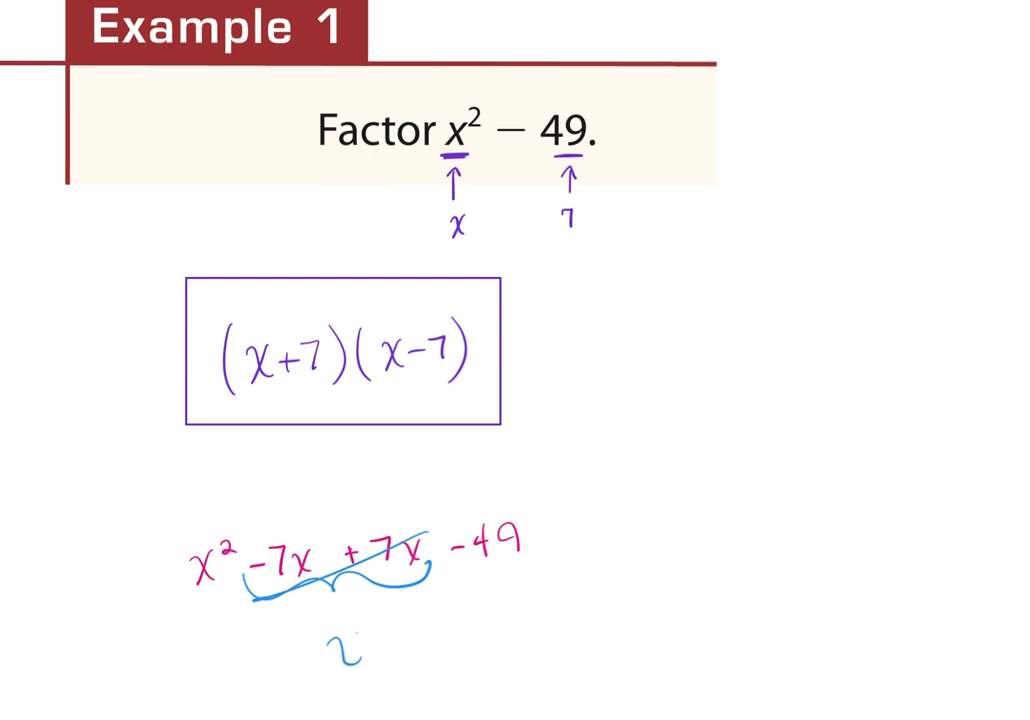 Example 1
Factor x² − 49.
x 7
(x+7)(x-7)
x² -7x +7x -49